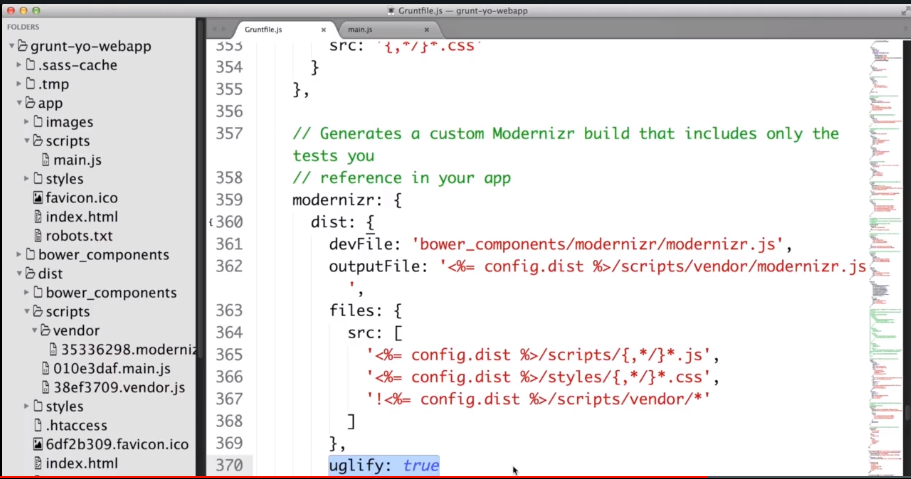 Gruntfile.js — grunt-yo-webapp
FOLDERS
grunt-yo-webapp
.sass-cache
.tmp
app
images
scripts
main.js
styles
favicon.ico
index.html
robots.txt
bower_components
dist
bower_components
scripts
vendor
35336298.moderniz
010e3daf.main.js
38ef3709.vendor.js
styles
.htaccess
6df2b309.favicon.ico
index.html
Gruntfile.js × main.js ×
353 src: '{,*/}*.css'
354 }
355 },
356
357 // Generates a custom Modernizr build that includes only the
tests you
358 // reference in your app
359 modernizr: {
360 dist: {
361 devFile: 'bower_components/modernizr/modernizr.js',
362 outputFile: '<%= config.dist %>/scripts/vendor/modernizr.js
',
363 files: {
364 src: [
365 '<%= config.dist %>/scripts/{,*/}*.js',
366 '<%= config.dist %>/styles/{,*/}*.css',
367 '!<%= config.dist %>/scripts/vendor/*'
368 ]
369 },
370 uglify: true